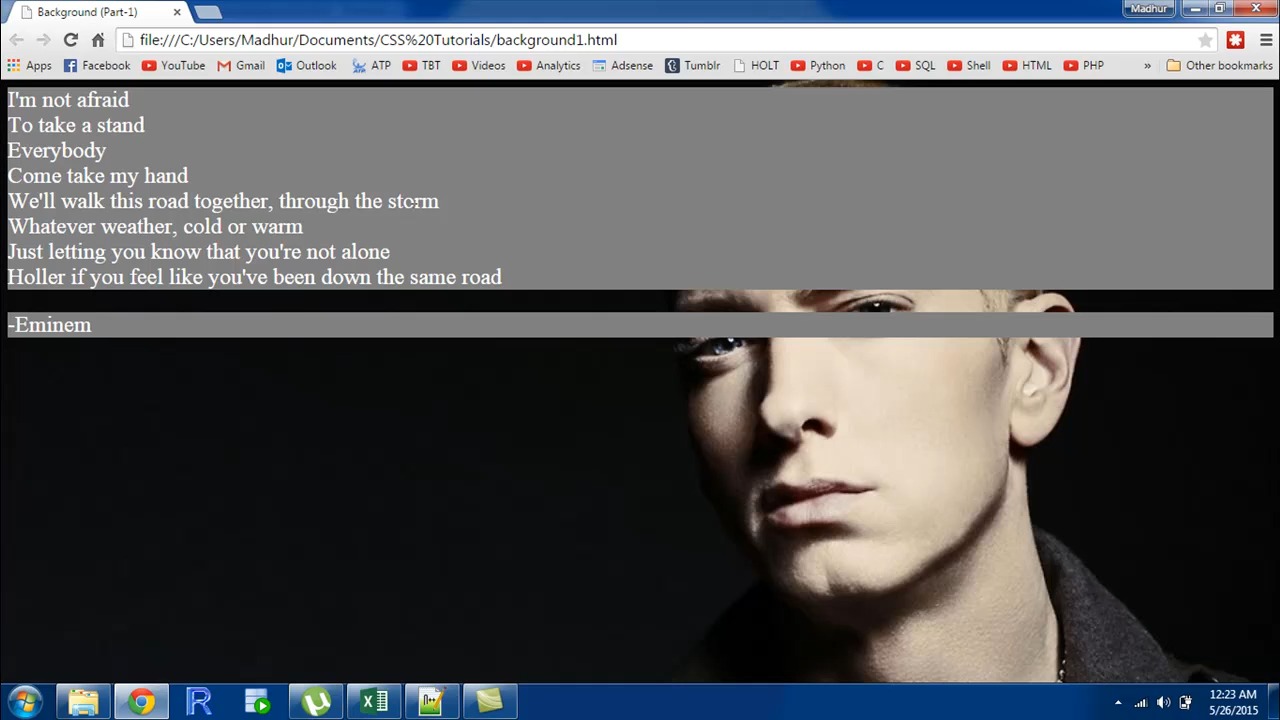 Background (Part-1)
Madhur
file:///C:/Users/Madhur/Documents/CSS%20Tutorials/background1.html
Apps Facebook YouTube Gmail Outlook ATP TBT Videos Analytics Adsense Tumblr HOLT Python C SQL Shell HTML PHP » Other bookmarks
I'm not afraid
To take a stand
Everybody
Come take my hand
We'll walk this road together, through the storm
Whatever weather, cold or warm
Just letting you know that you're not alone
Holler if you feel like you've been down the same road
-Eminem
12:23 AM
5/26/2015